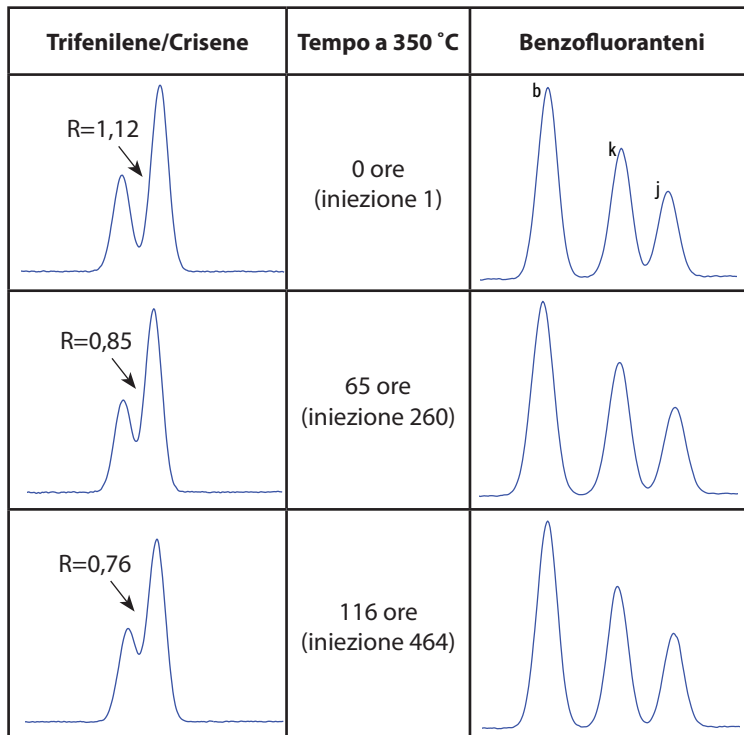 Trifenilene/Crisene
Tempo a 350 ˚C
Benzofluoranteni
R=1,12
0 ore
(iniezione 1)
b
k
j
R=0,85
65 ore
(iniezione 260)
R=0,76
116 ore
(iniezione 464)